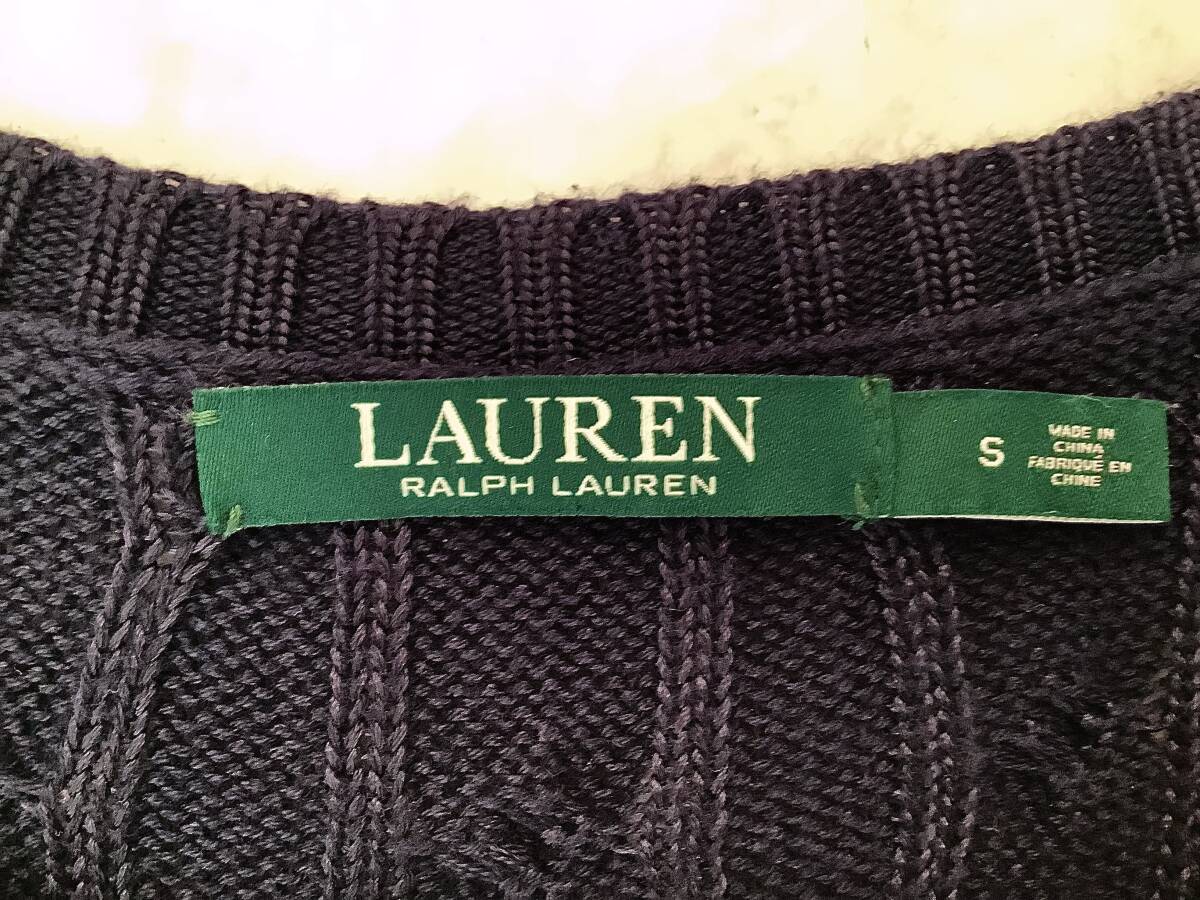 LAUREN
RALPH LAUREN
S
MADE IN
CHINA
FABRIQUÉ EN
CHINE